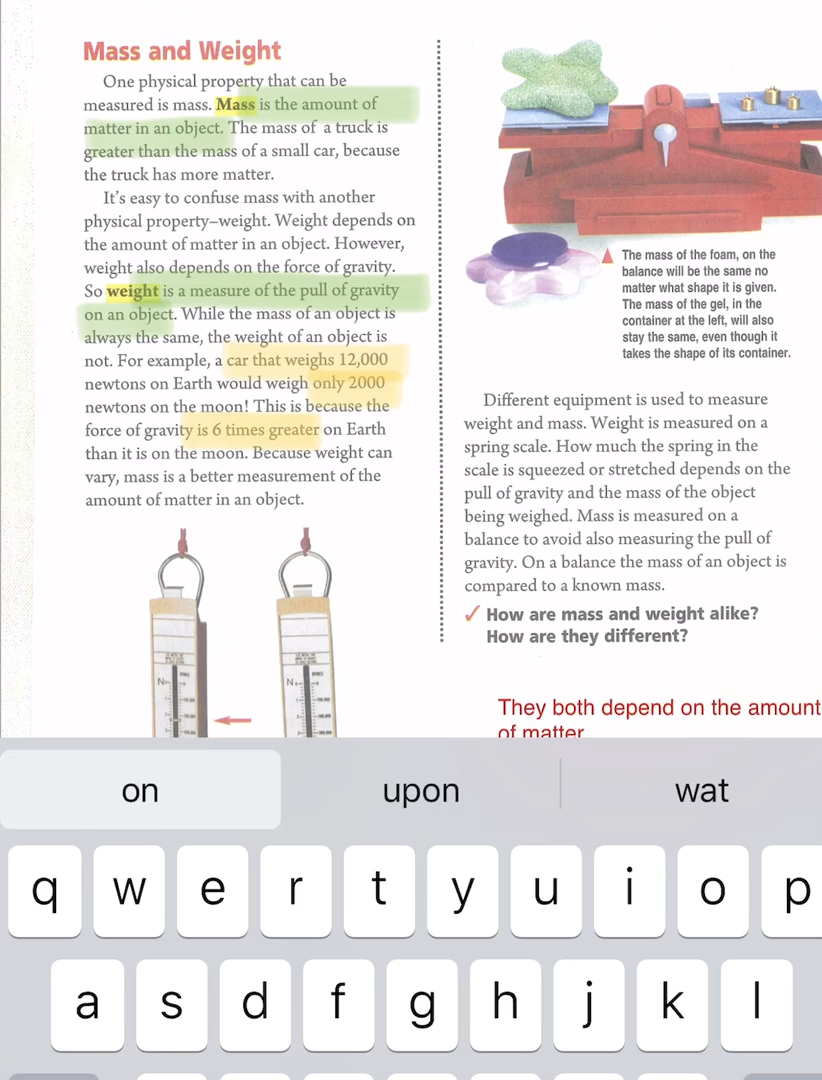 Mass and Weight
One physical property that can be
measured is mass. Mass is the amount of
matter in an object. The mass of a truck is
greater than the mass of a small car, because
the truck has more matter.
It's easy to confuse mass with another
physical property–weight. Weight depends on
the amount of matter in an object. However,
weight also depends on the force of gravity.
So weight is a measure of the pull of gravity
on an object. While the mass of an object is
always the same, the weight of an object is
not. For example, a car that weighs 12,000
newtons on Earth would weigh only 2000
newtons on the moon! This is because the
force of gravity is 6 times greater on Earth
than it is on the moon. Because weight can
vary, mass is a better measurement of the
amount of matter in an object.
N
N
The mass of the foam, on the
balance will be the same no
matter what shape it is given.
The mass of the gel, in the
container at the left, will also
stay the same, even though it
takes the shape of its container.
Different equipment is used to measure
weight and mass. Weight is measured on a
spring scale. How much the spring in the
scale is squeezed or stretched depends on the
pull of gravity and the mass of the object
being weighed. Mass is measured on a
balance to avoid also measuring the pull of
gravity. On a balance the mass of an object is
compared to a known mass.
✓ How are mass and weight alike?
How are they different?
They both depend on the amount
of matter
on upon wat
q w e r t y u i o p
a s d f g h j k l